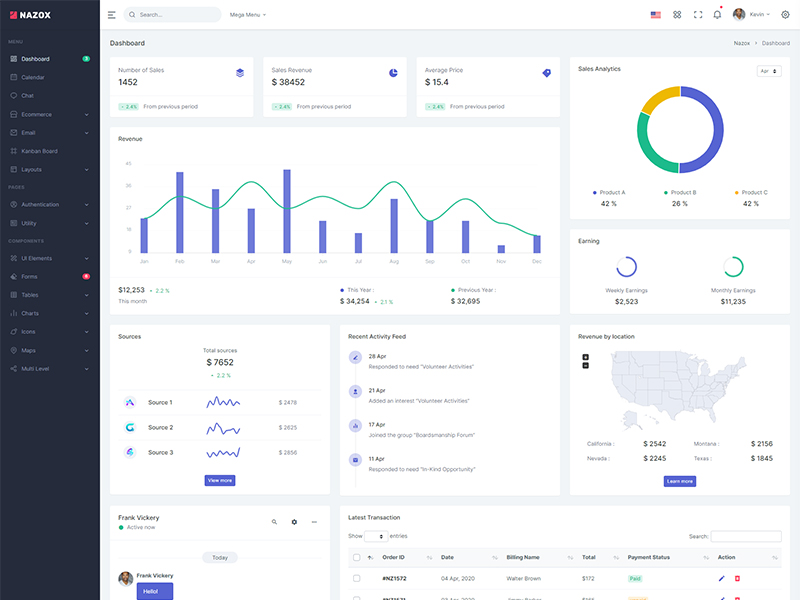 NAZOX
Search...
Mega Menu
Kevin
MENU
Dashboard 3
Calendar
Chat
Ecommerce
Email
Kanban Board
Layouts
PAGES
Authentication
Utility
COMPONENTS
UI Elements
Forms
Tables
Charts
Icons
Maps
Multi Level
Dashboard
Nazox
Dashboard
Number of Sales
1452
2.4% From previous period
Sales Revenue
$ 38452
2.4% From previous period
Average Price
$ 15.4
2.4% From previous period
Sales Analytics
Apr
Product A
42 %
Product B
26 %
Product C
42 %
Revenue
45
36
27
18
9
Jan Feb Mar Apr May Jun Jul Aug Sep Oct Nov Dec
$12,253 2.2 %
This month
This Year :
$ 34,254 2.1 %
Previous Year :
$ 32,695
Earning
Weekly Earnings
$2,523
Monthly Earnings
$11,235
Sources
Total sources
$ 7652
2.2 %
Source 1 $ 2478
Source 2 $ 2625
Source 3 $ 2856
View more
Recent Activity Feed
28 Apr
Responded to need "Volunteer Activities"
21 Apr
Added an interest "Volunteer Activities"
17 Apr
Joined the group "Boardsmanship Forum"
11 Apr
Responded to need "In-Kind Opportunity"
Revenue by location
California : $ 2542 Montana : $ 2156
Nevada : $ 2245 Texas : $ 1845
Learn more
Frank Vickery
Active now
Today
Frank Vickery
Hello!
Latest Transaction
Show entries
Search:
Order ID Date Billing Name Total Payment Status Action
#NZ1572 04 Apr, 2020 Walter Brown $172 Paid